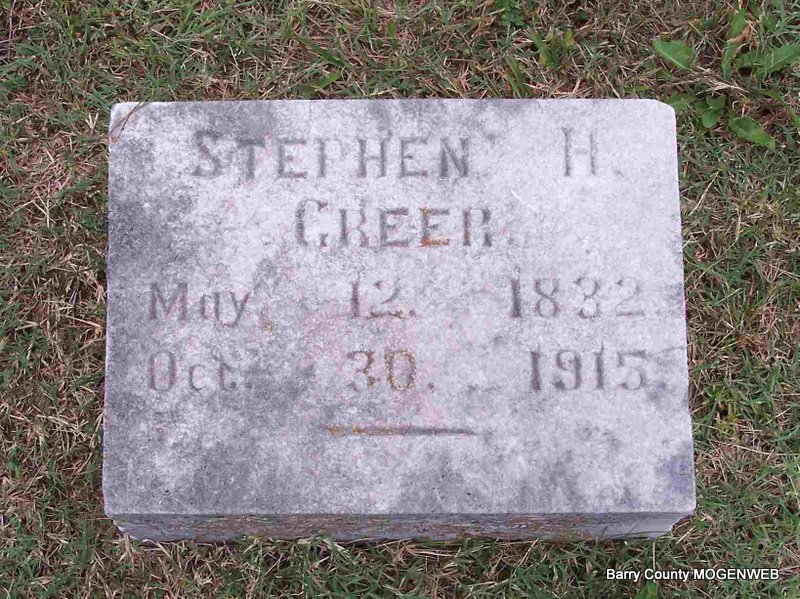 STEPHEN H.
GREER.
MAY. 12. 1832
OCT. 30. 1915
Barry County MOGENWEB